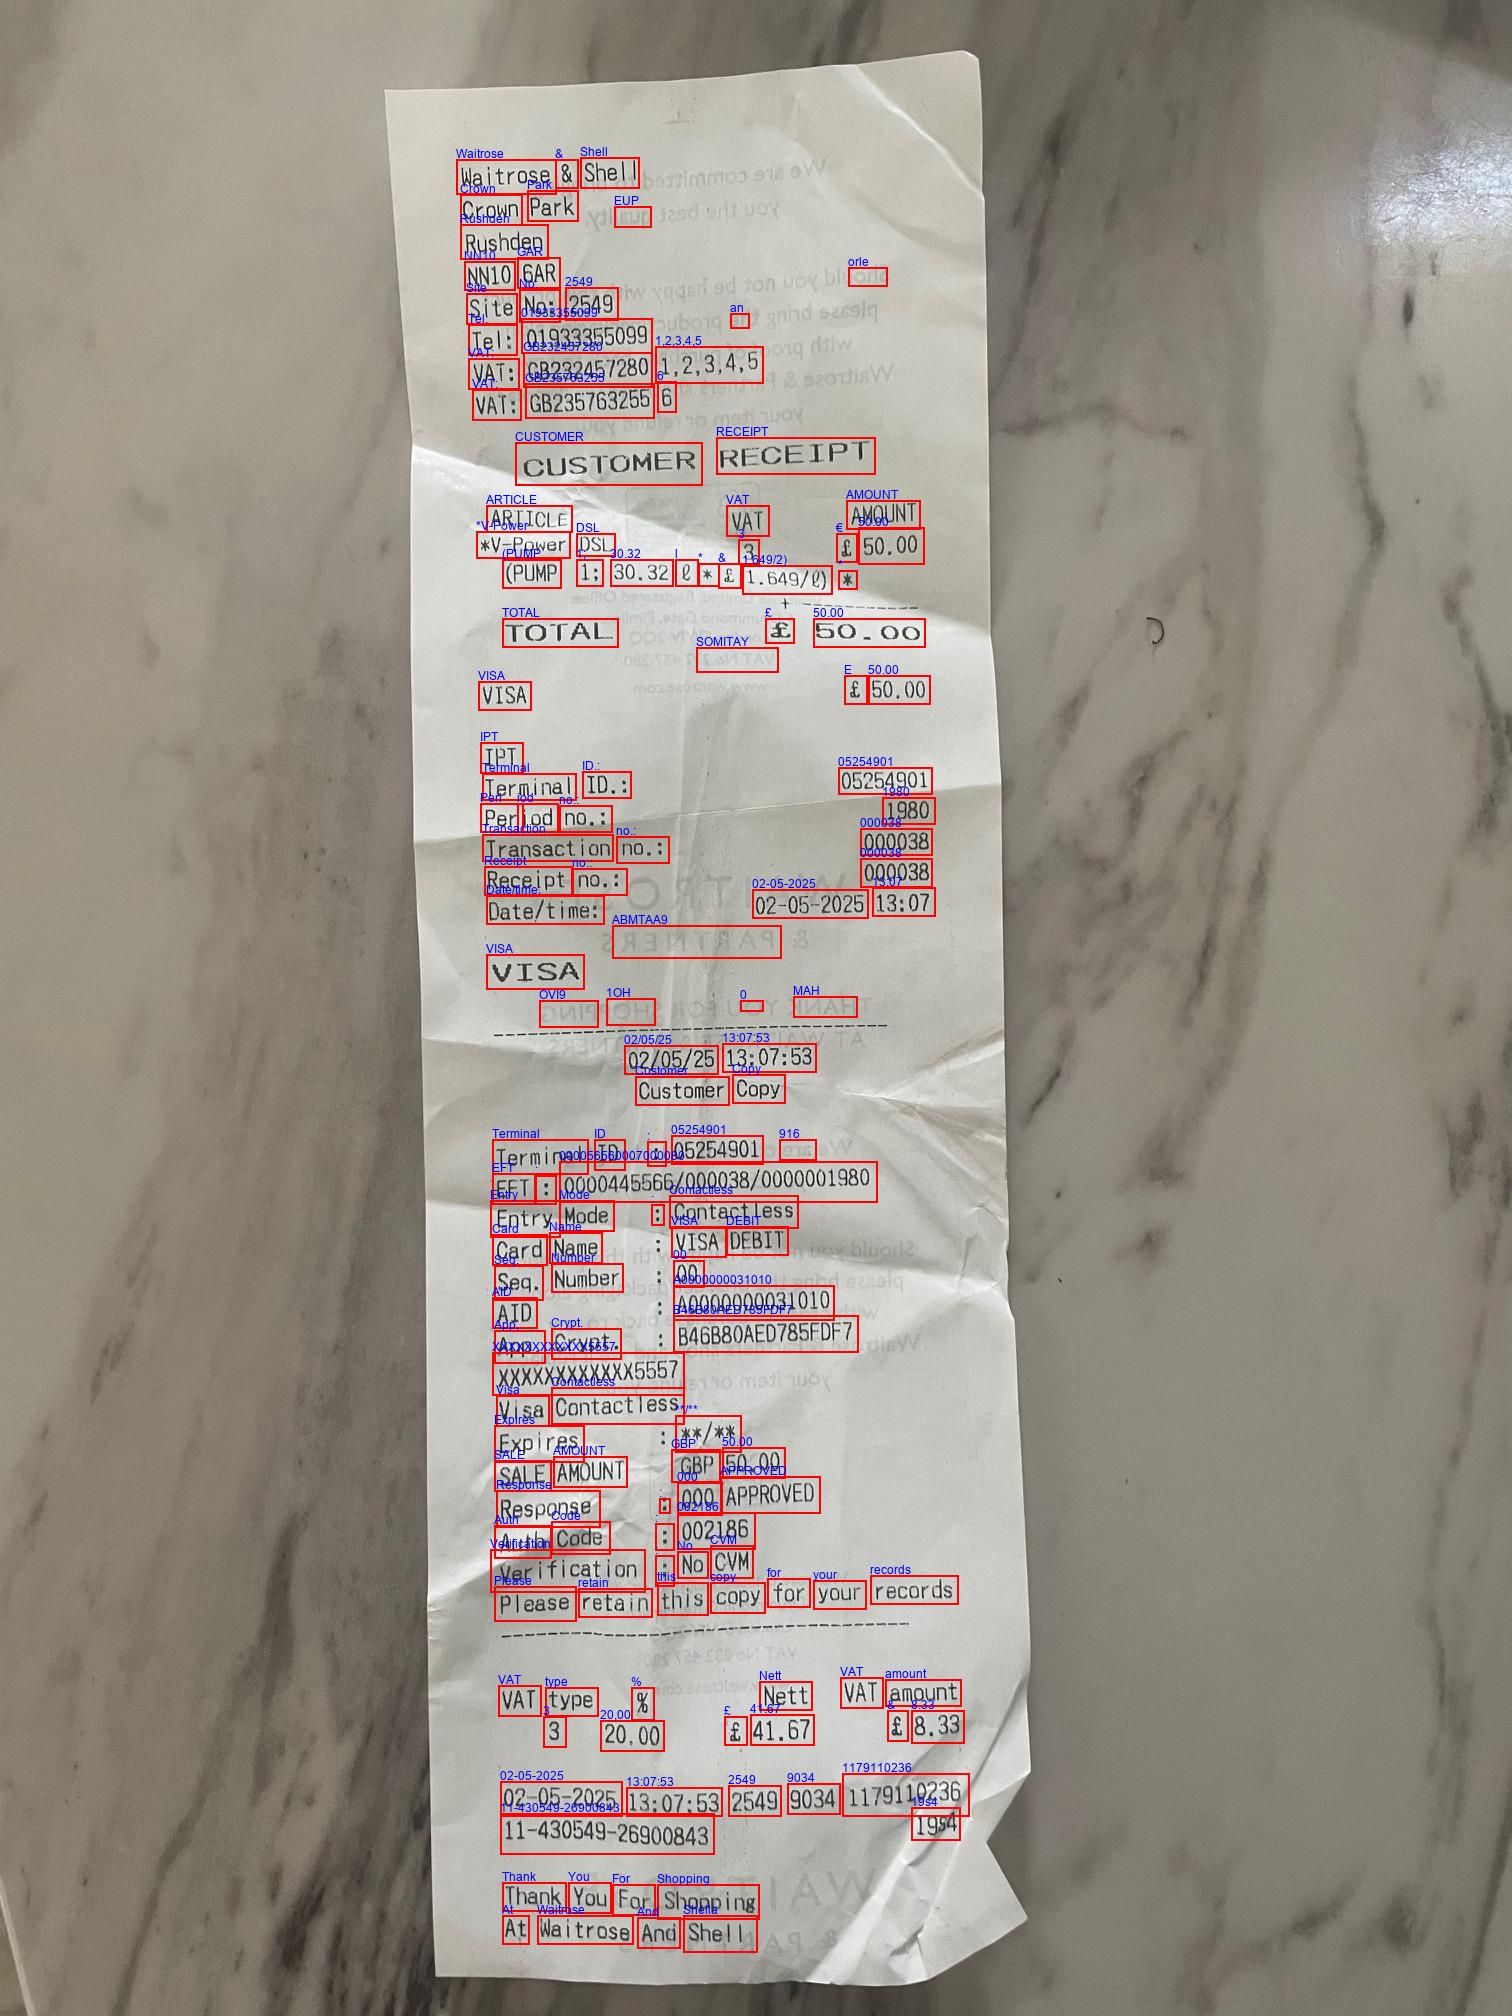 Waitrose & Shell
Crown Park
Rushden
NN10 6AR
Site No: 2549
Tel: 01933355099
VAT: GB232457280 1,2,3,4,5
VAT: GB235763255 6
CUSTOMER RECEIPT
ARTICLE VAT AMOUNT
*V-Power DSL 3 £ 50.00
(PUMP 1; 30.32 ℓ * £ 1.649/ℓ) *
TOTAL £ 50.00
VISA £ 50.00
IPT
Terminal ID.: 05254901
Period no.: 1980
Transaction no.: 000038
Receipt no.: 000038
Date/time: 02-05-2025 13:07
VISA
02/05/25 13:07:53
Customer Copy
Terminal ID : 05254901
EFT : 0000445566/000038/0000001980
Entry Mode : Contactless
Card Name : VISA DEBIT
Seq. Number : 00
AID : A0000000031010
App. Crypt. : B46B80AED785FDF7
XXXXXXXXXXXX5557
Visa Contactless
Expires : **/**
SALE AMOUNT GBP 50.00
Response : 000 APPROVED
Auth Code : 002186
Verification : No CVM
Please retain this copy for your records
VAT type % Nett VAT amount
3 20,00 £ 41.67 £ 8.33
02-05-2025 13:07:53 2549 9034 1179110236
11-430549-26900843 19s4
Thank You For Shopping
At Waitrose And Shell